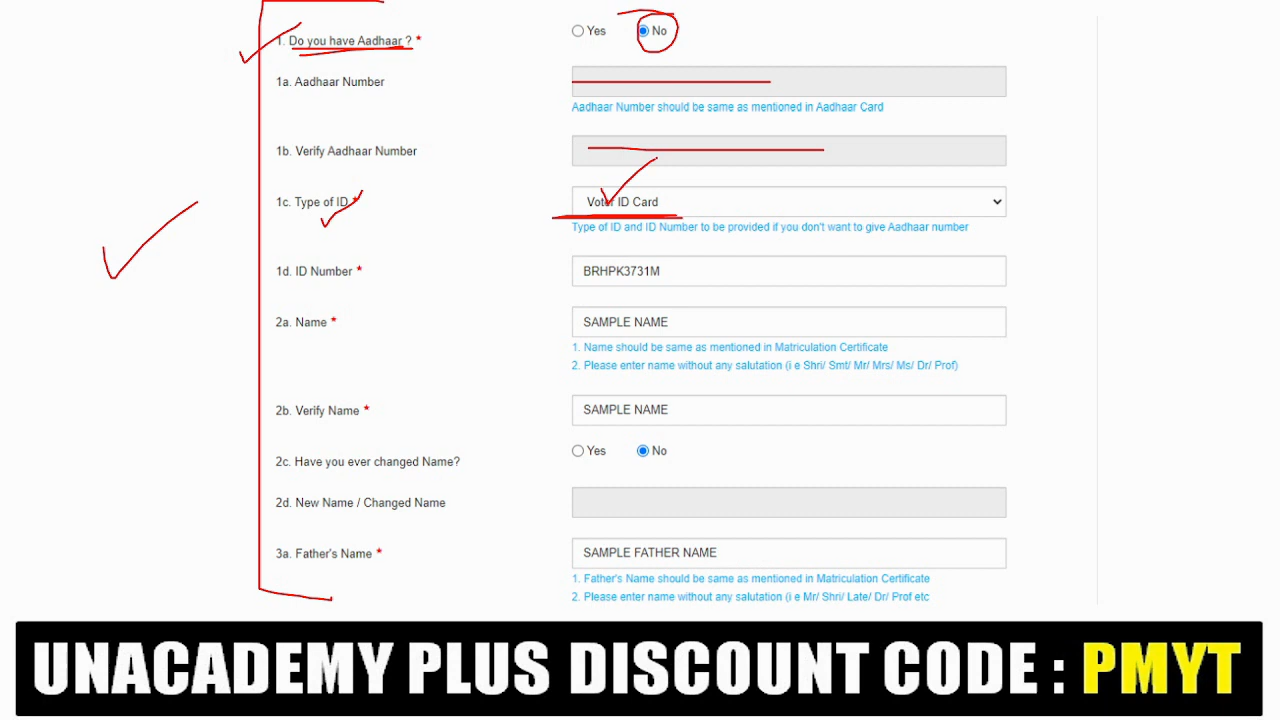 1. Do you have Aadhaar ? * Yes No
1a. Aadhaar Number
Aadhaar Number should be same as mentioned in Aadhaar Card
1b. Verify Aadhaar Number
1c. Type of ID * Voter ID Card
Type of ID and ID Number to be provided if you don't want to give Aadhaar number
1d. ID Number * BRHPK3731M
2a. Name * SAMPLE NAME
1. Name should be same as mentioned in Matriculation Certificate
2. Please enter name without any salutation (i e Shri/ Smt/ Mr/ Mrs/ Ms/ Dr/ Prof)
2b. Verify Name * SAMPLE NAME
2c. Have you ever changed Name? Yes No
2d. New Name / Changed Name
3a. Father's Name * SAMPLE FATHER NAME
1. Father's Name should be same as mentioned in Matriculation Certificate
2. Please enter name without any salutation (i e Mr/ Shri/ Late/ Dr/ Prof etc
UNACADEMY PLUS DISCOUNT CODE : PMYT